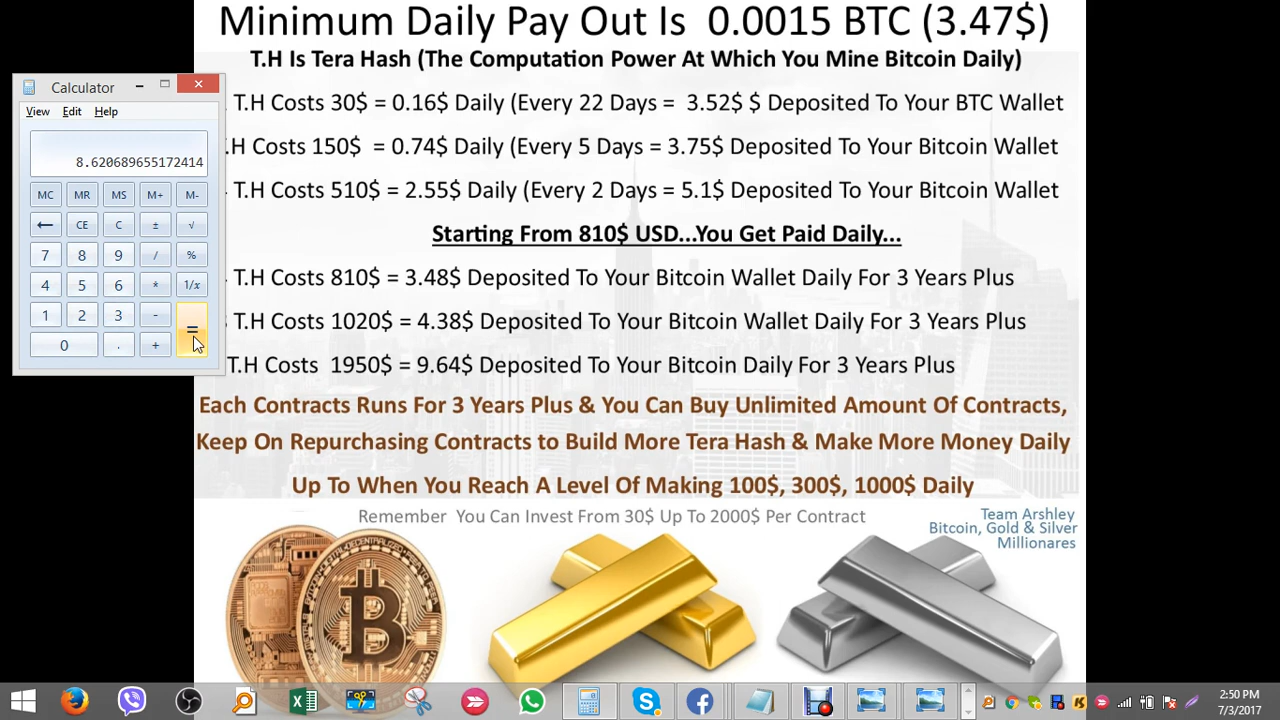 Minimum Daily Pay Out Is 0.0015 BTC (3.47$)
T.H Is Tera Hash (The Computation Power At Which You Mine Bitcoin Daily)
T.H Costs 30$ = 0.16$ Daily (Every 22 Days = 3.52$ $ Deposited To Your BTC Wallet
.H Costs 150$ = 0.74$ Daily (Every 5 Days = 3.75$ Deposited To Your Bitcoin Wallet
T.H Costs 510$ = 2.55$ Daily (Every 2 Days = 5.1$ Deposited To Your Bitcoin Wallet
Starting From 810$ USD...You Get Paid Daily...
T.H Costs 810$ = 3.48$ Deposited To Your Bitcoin Wallet Daily For 3 Years Plus
T.H Costs 1020$ = 4.38$ Deposited To Your Bitcoin Wallet Daily For 3 Years Plus
T.H Costs 1950$ = 9.64$ Deposited To Your Bitcoin Daily For 3 Years Plus
Each Contracts Runs For 3 Years Plus & You Can Buy Unlimited Amount Of Contracts,
Keep On Repurchasing Contracts to Build More Tera Hash & Make More Money Daily
Up To When You Reach A Level Of Making 100$, 300$, 1000$ Daily
Remember You Can Invest From 30$ Up To 2000$ Per Contract
Team Arshley
Bitcoin, Gold & Silver
Millionares
Calculator
View Edit Help
8.620689655172414
MC MR MS M+ M-
← CE C ± √
7 8 9 / %
4 5 6 * 1/x
1 2 3 - =
0 . +
2:50 PM
7/3/2017